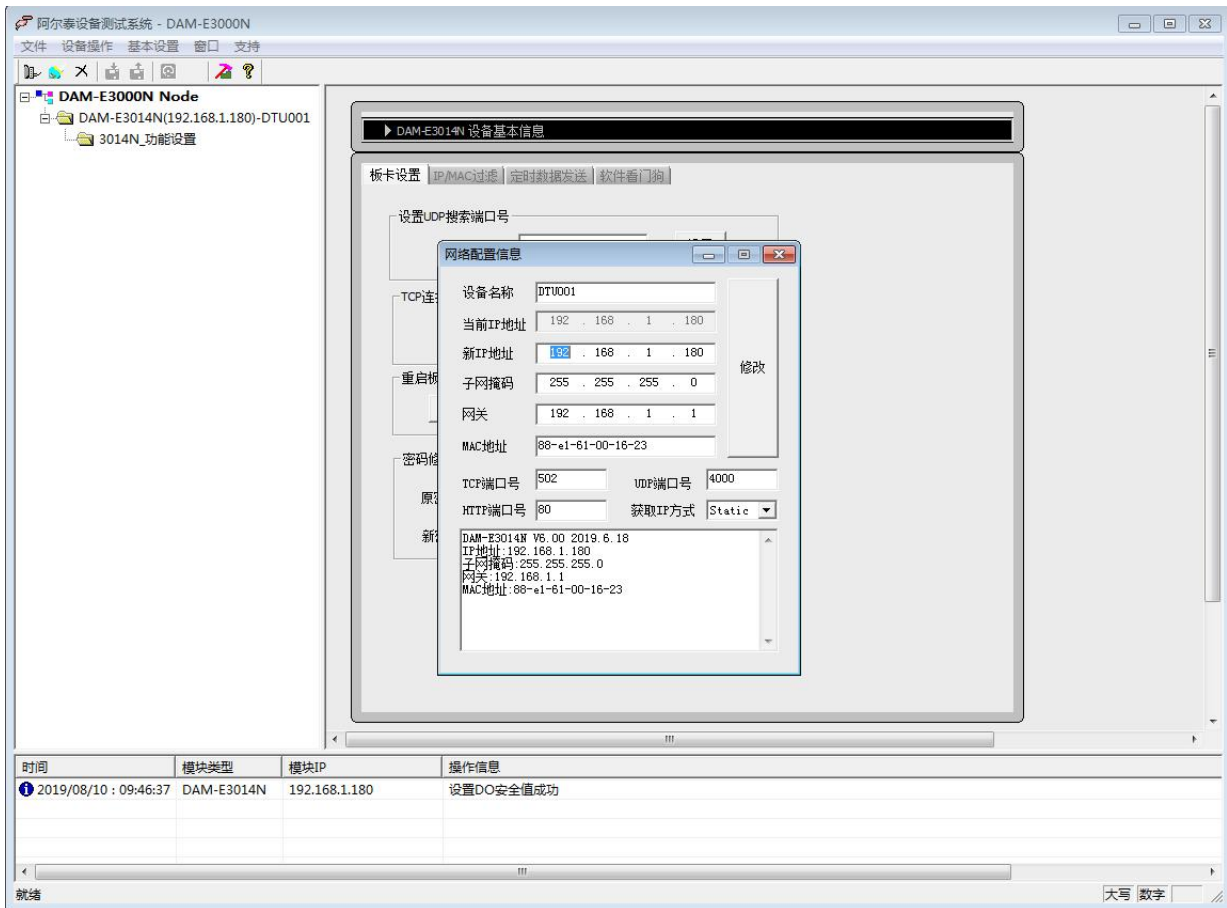 阿尔泰设备测试系统 - DAM-E3000N
文件 设备操作 基本设置 窗口 支持
DAM-E3000N Node
DAM-E3014N(192.168.1.180)-DTU001
3014N_功能设置
DAM-E3014N 设备基本信息
板卡设置 IP/MAC过滤 定时数据发送 软件看门狗
设置UDP搜索端口号
网络配置信息
TCP连
重启板
密码修
原
新
设备名称 DTU001
当前IP地址 192 . 168 . 1 . 180
新IP地址 192 . 168 . 1 . 180
子网掩码 255 . 255 . 255 . 0
网关 192 . 168 . 1 . 1
MAC地址 88-e1-61-00-16-23
修改
TCP端口号 502 UDP端口号 4000
HTTP端口号 80 获取IP方式 Static
DAM-E3014N V6.00 2019.6.18
IP地址:192.168.1.180
子网掩码:255.255.255.0
网关:192.168.1.1
MAC地址:88-e1-61-00-16-23
时间 模块类型 模块IP 操作信息
2019/08/10 : 09:46:37 DAM-E3014N 192.168.1.180 设置DO安全值成功
就绪 大写 数字